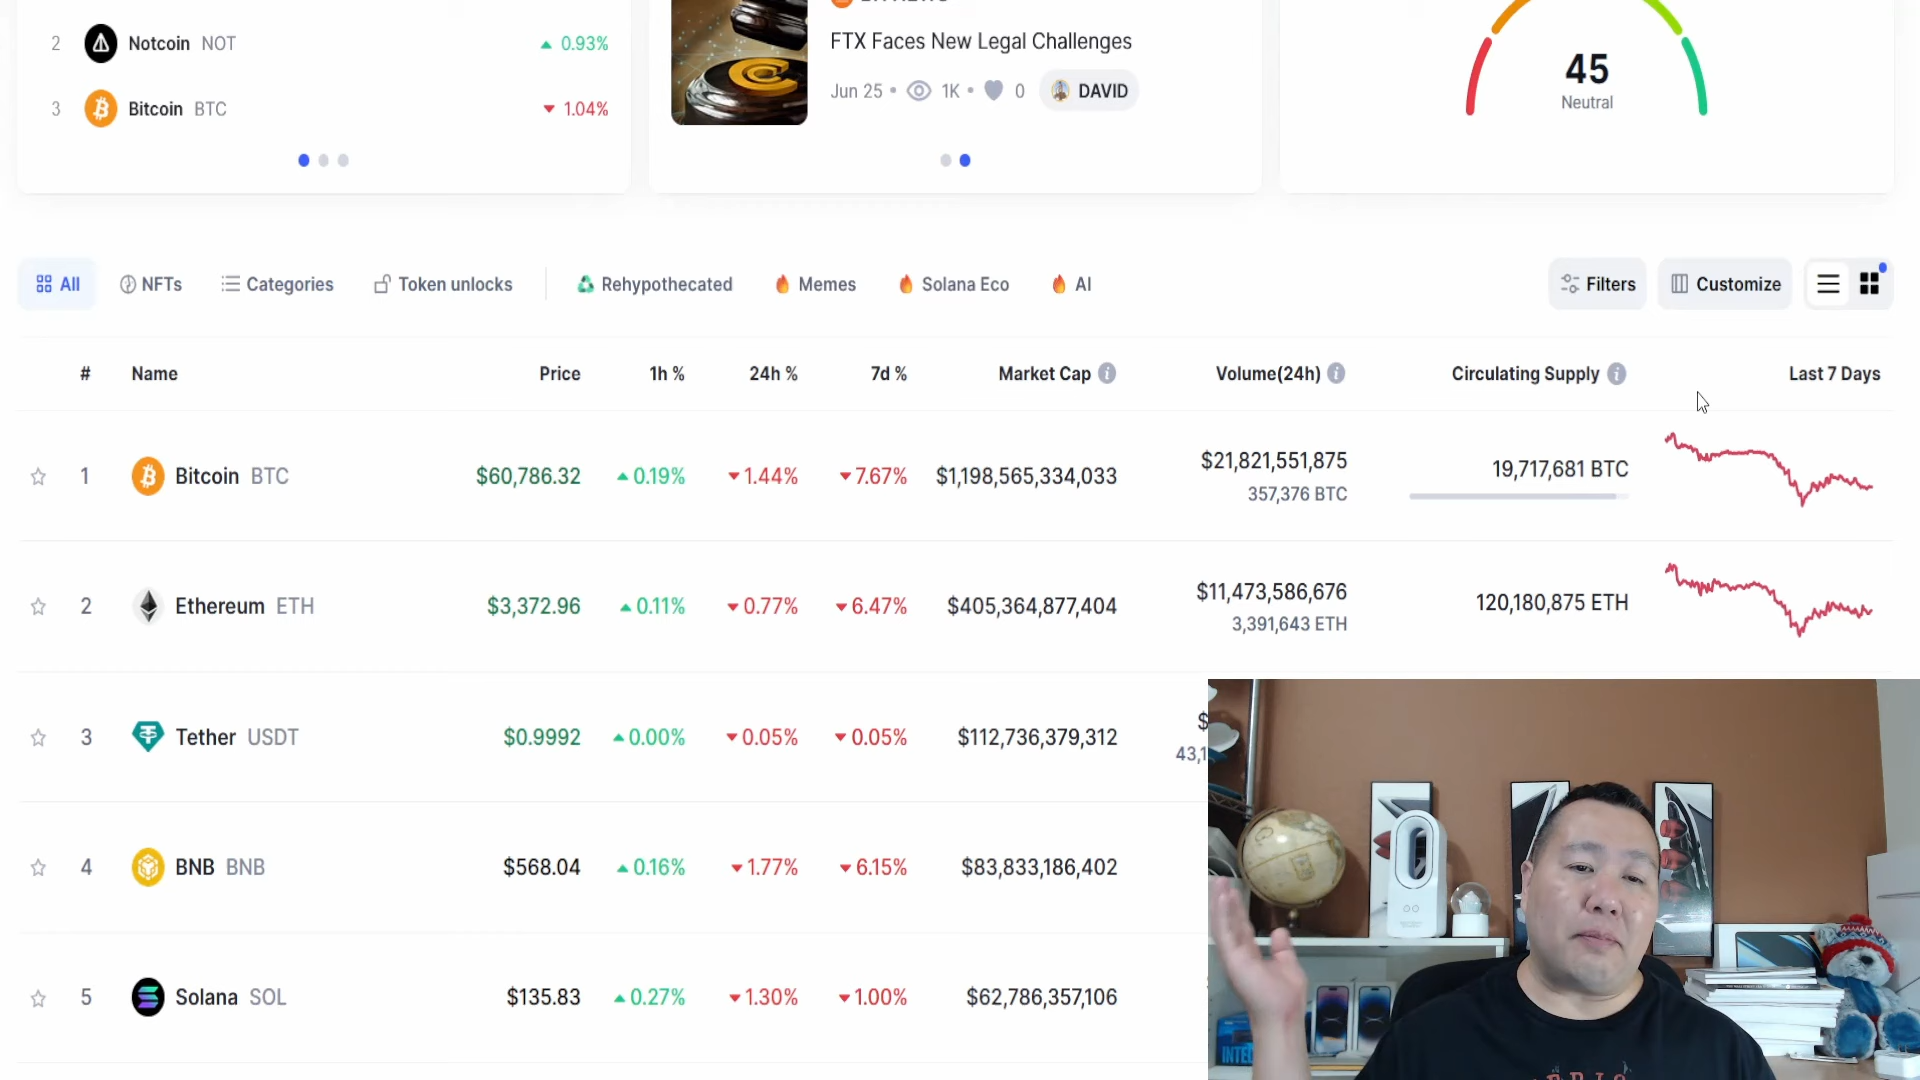 2 Notcoin NOT 0.93%
3 Bitcoin BTC 1.04%
FTX Faces New Legal Challenges
Jun 25 • 1K • 0 DAVID
45
Neutral
All NFTs Categories Token unlocks Rehypothecated Memes Solana Eco AI Filters Customize
# Name Price 1h % 24h % 7d % Market Cap Volume(24h) Circulating Supply Last 7 Days
1 Bitcoin BTC $60,786.32 0.19% 1.44% 7.67% $1,198,565,334,033 $21,821,551,875 19,717,681 BTC
357,376 BTC
2 Ethereum ETH $3,372.96 0.11% 0.77% 6.47% $405,364,877,404 $11,473,586,676 120,180,875 ETH
3,391,643 ETH
3 Tether USDT $0.9992 0.00% 0.05% 0.05% $112,736,379,312 $
43,1
4 BNB BNB $568.04 0.16% 1.77% 6.15% $83,833,186,402
5 Solana SOL $135.83 0.27% 1.30% 1.00% $62,786,357,106